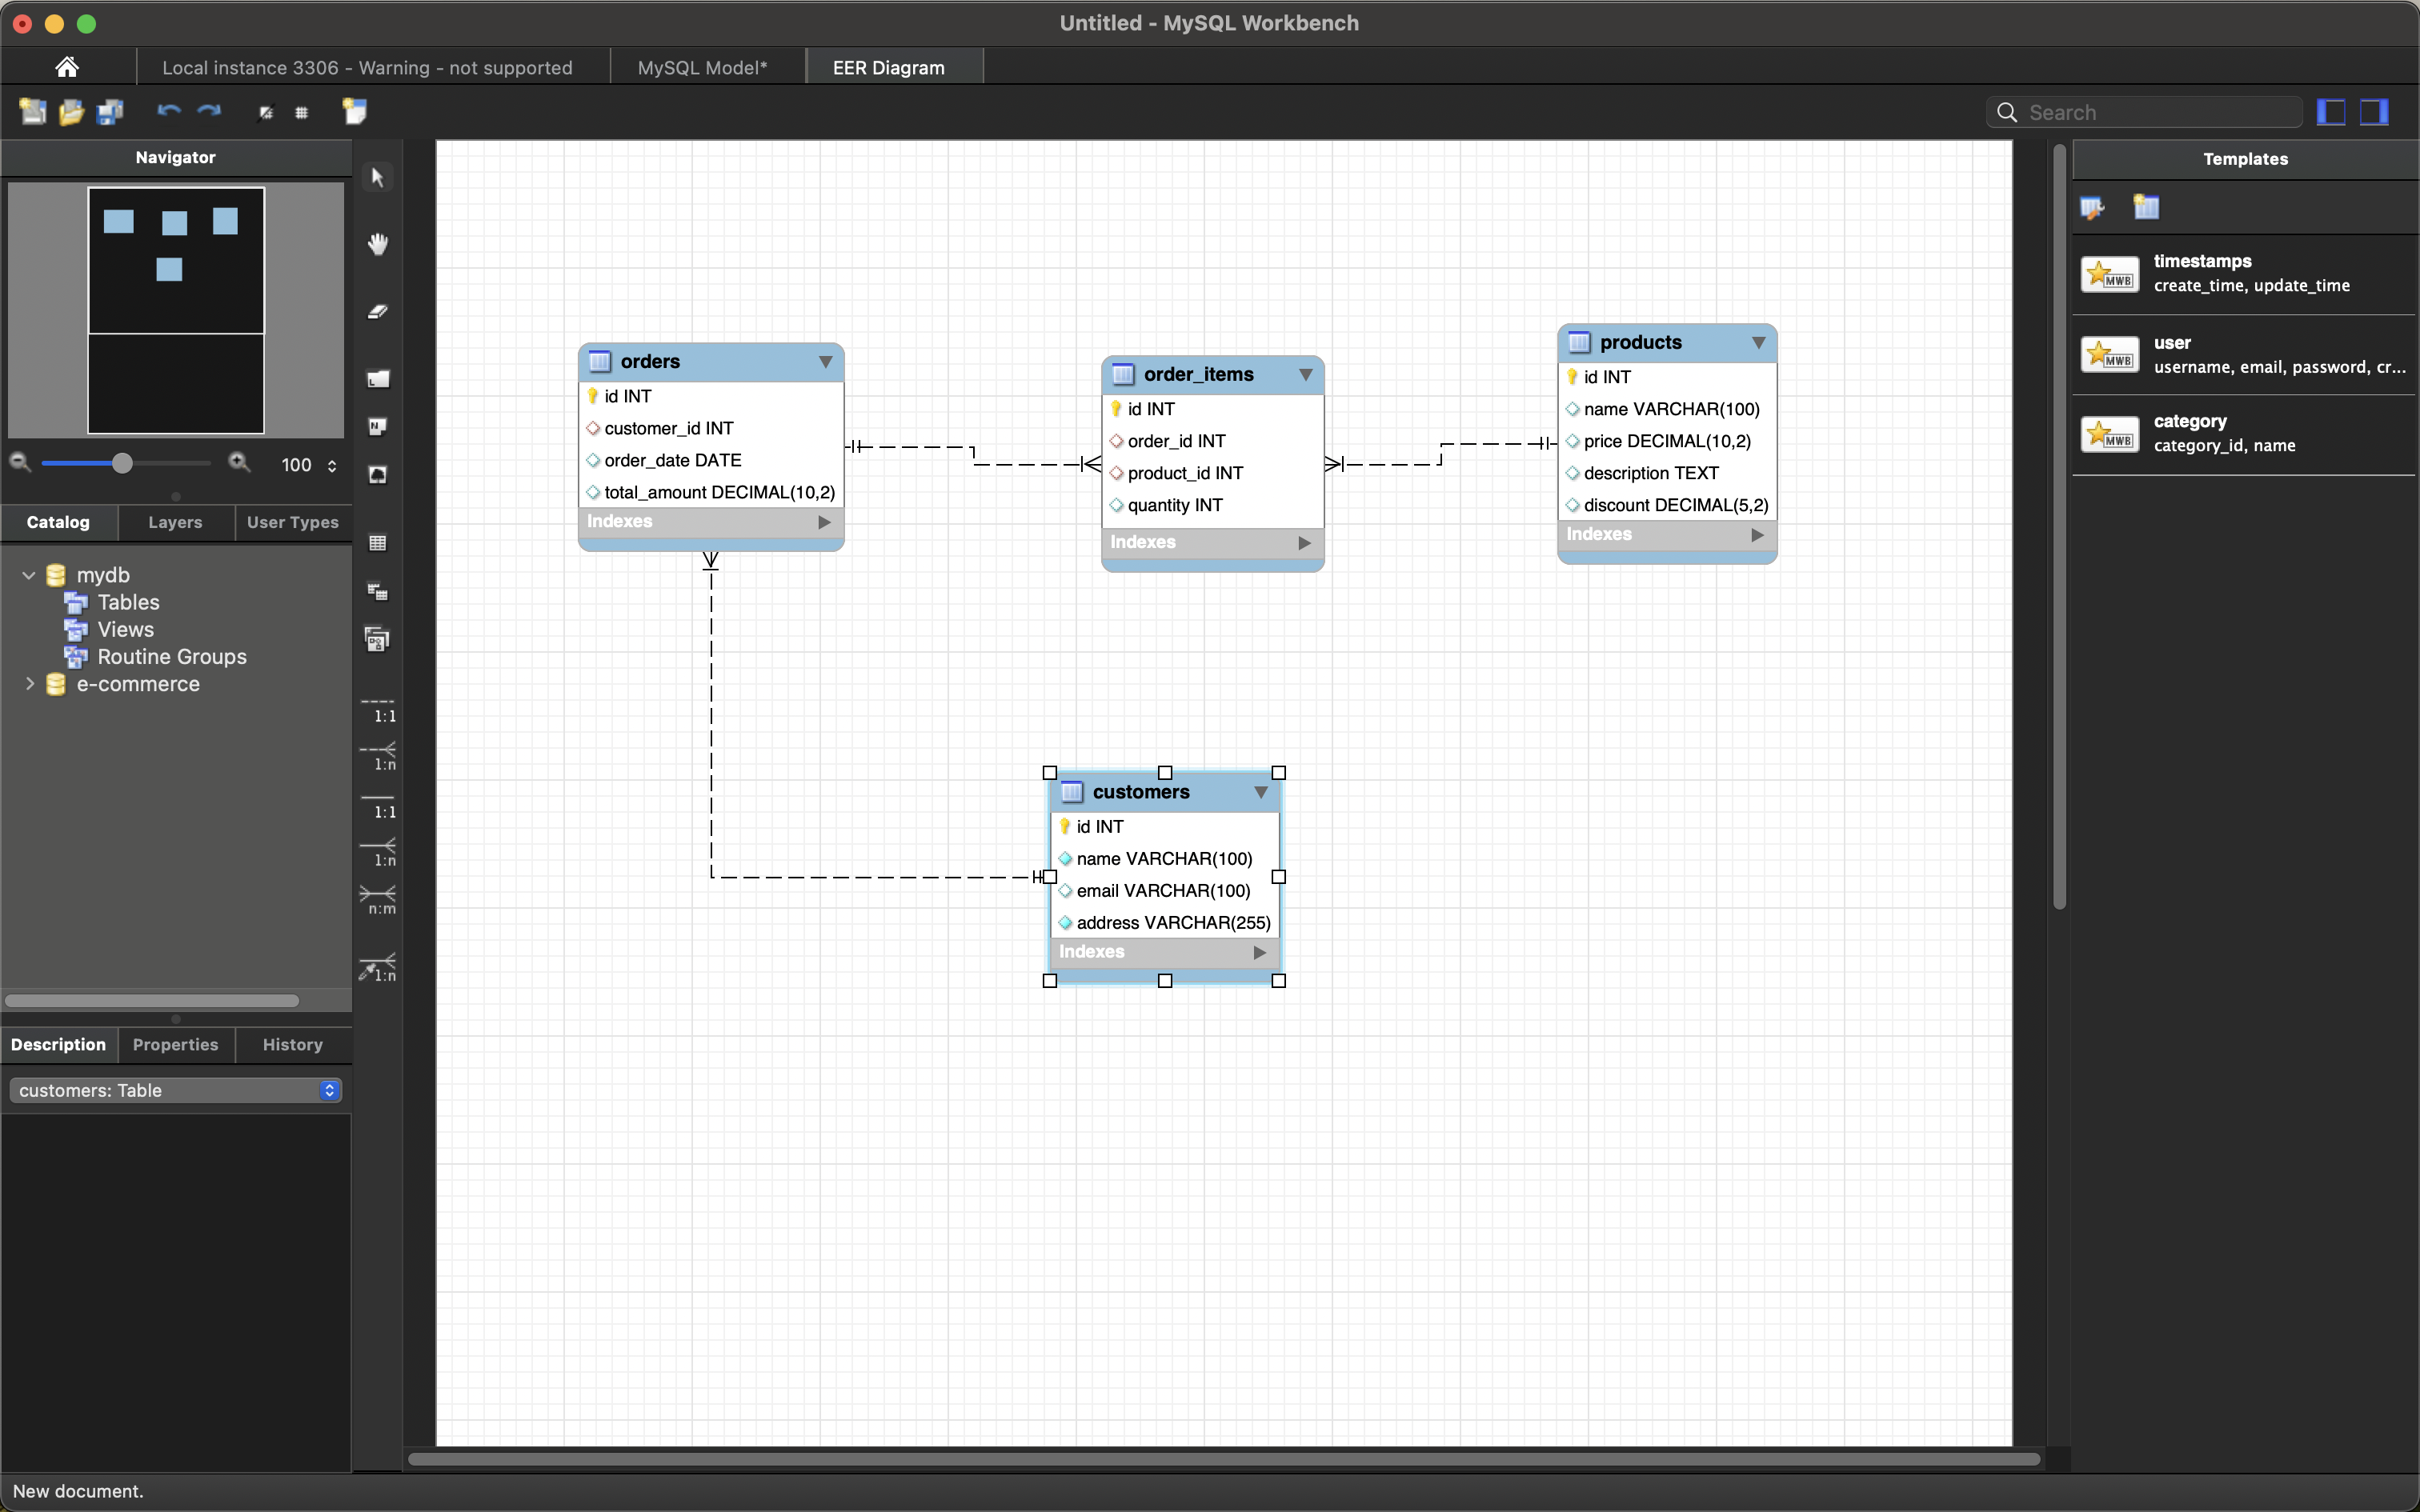 Untitled - MySQL Workbench
Local instance 3306 - Warning - not supported
MySQL Model*
EER Diagram
Search
Navigator
100
Catalog
Layers
User Types
mydb
Tables
Views
Routine Groups
e-commerce
Description
Properties
History
customers: Table
1:1
1:n
1:1
1:n
n:m
1:n
orders
id INT
customer_id INT
order_date DATE
total_amount DECIMAL(10,2)
Indexes
order_items
id INT
order_id INT
product_id INT
quantity INT
Indexes
products
id INT
name VARCHAR(100)
price DECIMAL(10,2)
description TEXT
discount DECIMAL(5,2)
Indexes
customers
id INT
name VARCHAR(100)
email VARCHAR(100)
address VARCHAR(255)
Indexes
Templates
MWB
timestamps
create_time, update_time
MWB
user
username, email, password, cr...
MWB
category
category_id, name
New document.